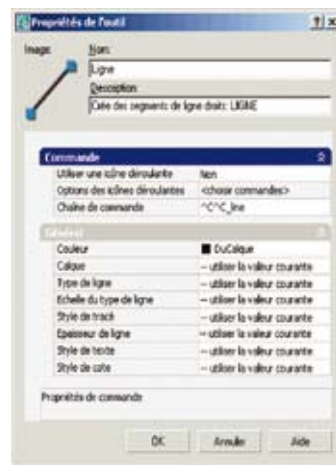 Propriétés de l'outil
Image:
Nom:
Ligne
Description:
Crée des segments de ligne droits: LIGNE
Commande
Utiliser une icône déroulante Non
Options des icônes déroulantes <choisir commandes>
Chaîne de commande ^C^C_line
Général
Couleur DuCalque
Calque -- utiliser la valeur courante
Type de ligne -- utiliser la valeur courante
Echelle du type de ligne -- utiliser la valeur courante
Style de tracé -- utiliser la valeur courante
Epaisseur de ligne -- utiliser la valeur courante
Style de texte -- utiliser la valeur courante
Style de cote -- utiliser la valeur courante
Propriétés de commande
OK Annuler Aide